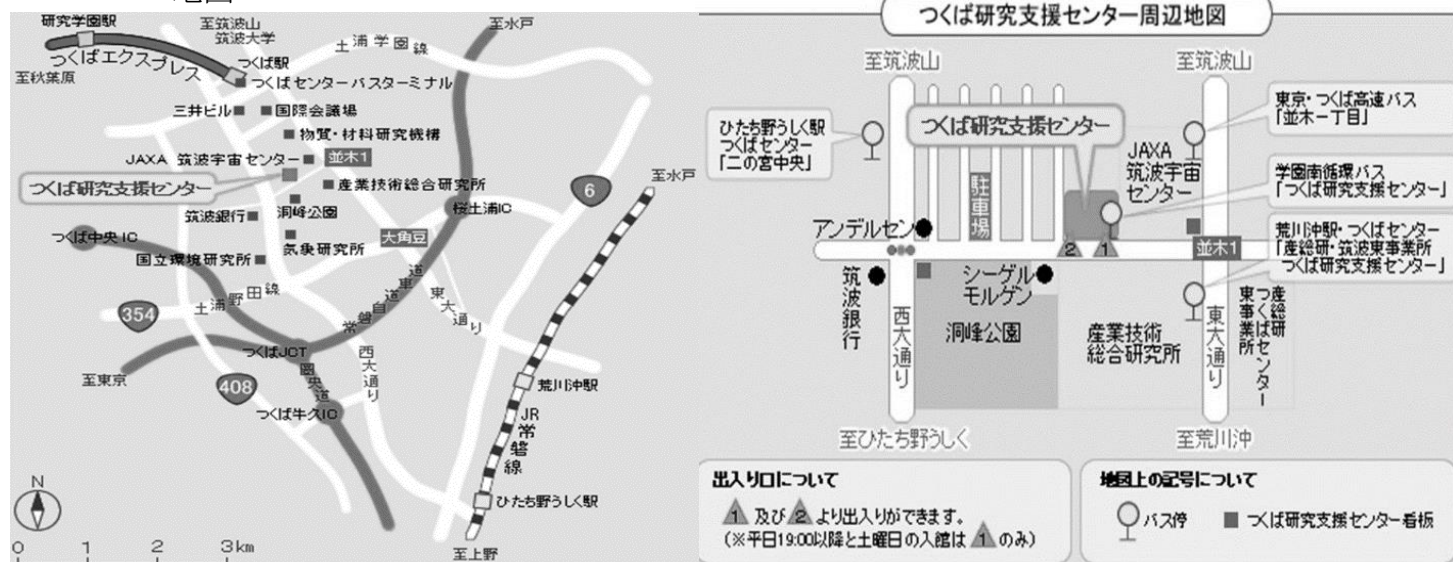 地図
研究学園駅
至筑波山
筑波大学
土浦学園線
至水戸
つくばエクスプレス
つくば駅
至秋葉原
つくばセンターバスターミナル
三井ビル
国際会議場
物質・材料研究機構
JAXA 筑波宇宙センター
並木1
つくば研究支援センター
産業技術総合研究所
6
至水戸
筑波銀行
洞峰公園
桜土浦IC
つくば中央IC
気象研究所
大角豆
国立環境研究所
土浦野田線
常磐自動車道
東大通り
354
つくばJCT
西大通り
至東京
圏央道
408
つくば牛久IC
荒川沖駅
JR常磐線
ひたち野うしく駅
至上野
N
0 1 2 3km
つくば研究支援センター周辺地図
至筑波山
至筑波山
ひたち野うしく駅
つくばセンター
「二の宮中央」
つくば研究支援センター
東京・つくば高速バス
「並木一丁目」
JAXA
筑波宇宙
センター
学園南循環バス
「つくば研究支援センター」
駐車場
アンデルセン
2
1
並木1
荒川沖駅・つくばセンター
「産総研・筑波東事業所
つくば研究支援センター」
筑波銀行
西大通り
シーゲル
モルゲン
洞峰公園
産業技術
総合研究所
東大通り
産総研
つくばセンター
東事業所
至ひたち野うしく
至荒川沖
出入り口について
1 及び 2 より出入りができます。
(※平日19:00以降と土曜日の入館は 1 のみ)
地図上の記号について
バス停
つくば研究支援センター看板